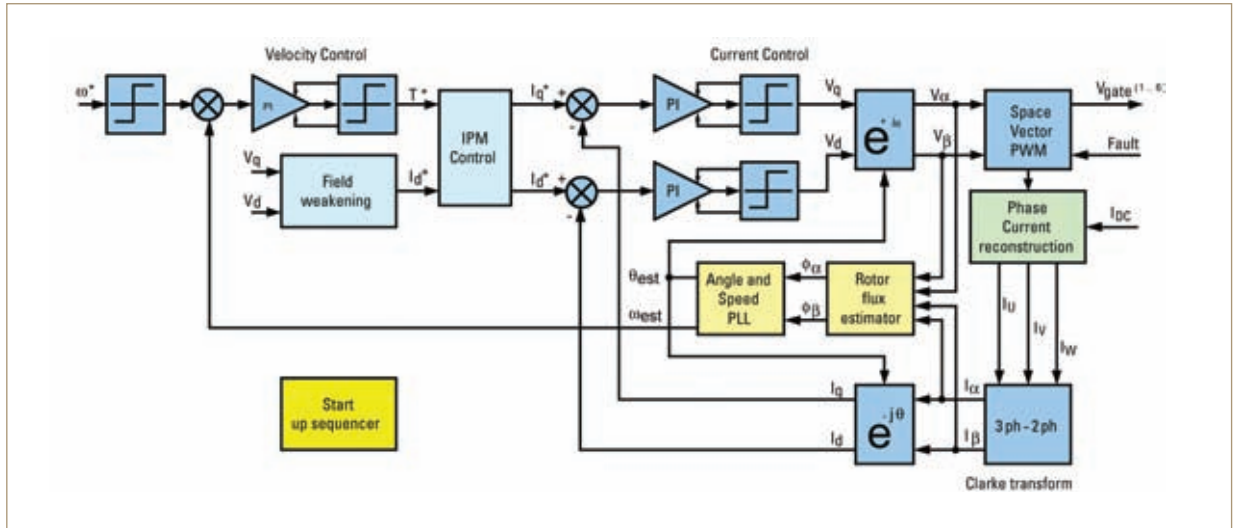 Velocity Control
Current Control
ω*
PI
T*
Iq*
+
-
PI
Vq
Vα
Space
Vector
PWM
Vgate (1 .. 6)
Vβ
Fault
IPM
Control
Vq
Vd
Field
weakening
Id*
Id*
+
-
PI
Vd
e
Phase
Current
reconstruction
IDC
θest
ωest
Angle and
Speed
PLL
ϕα
ϕβ
Rotor
flux
estimator
IU
IV
IW
Start
up sequencer
Iq
Id
e-jθ
Iα
Iβ
3 ph - 2 ph
Clarke transform